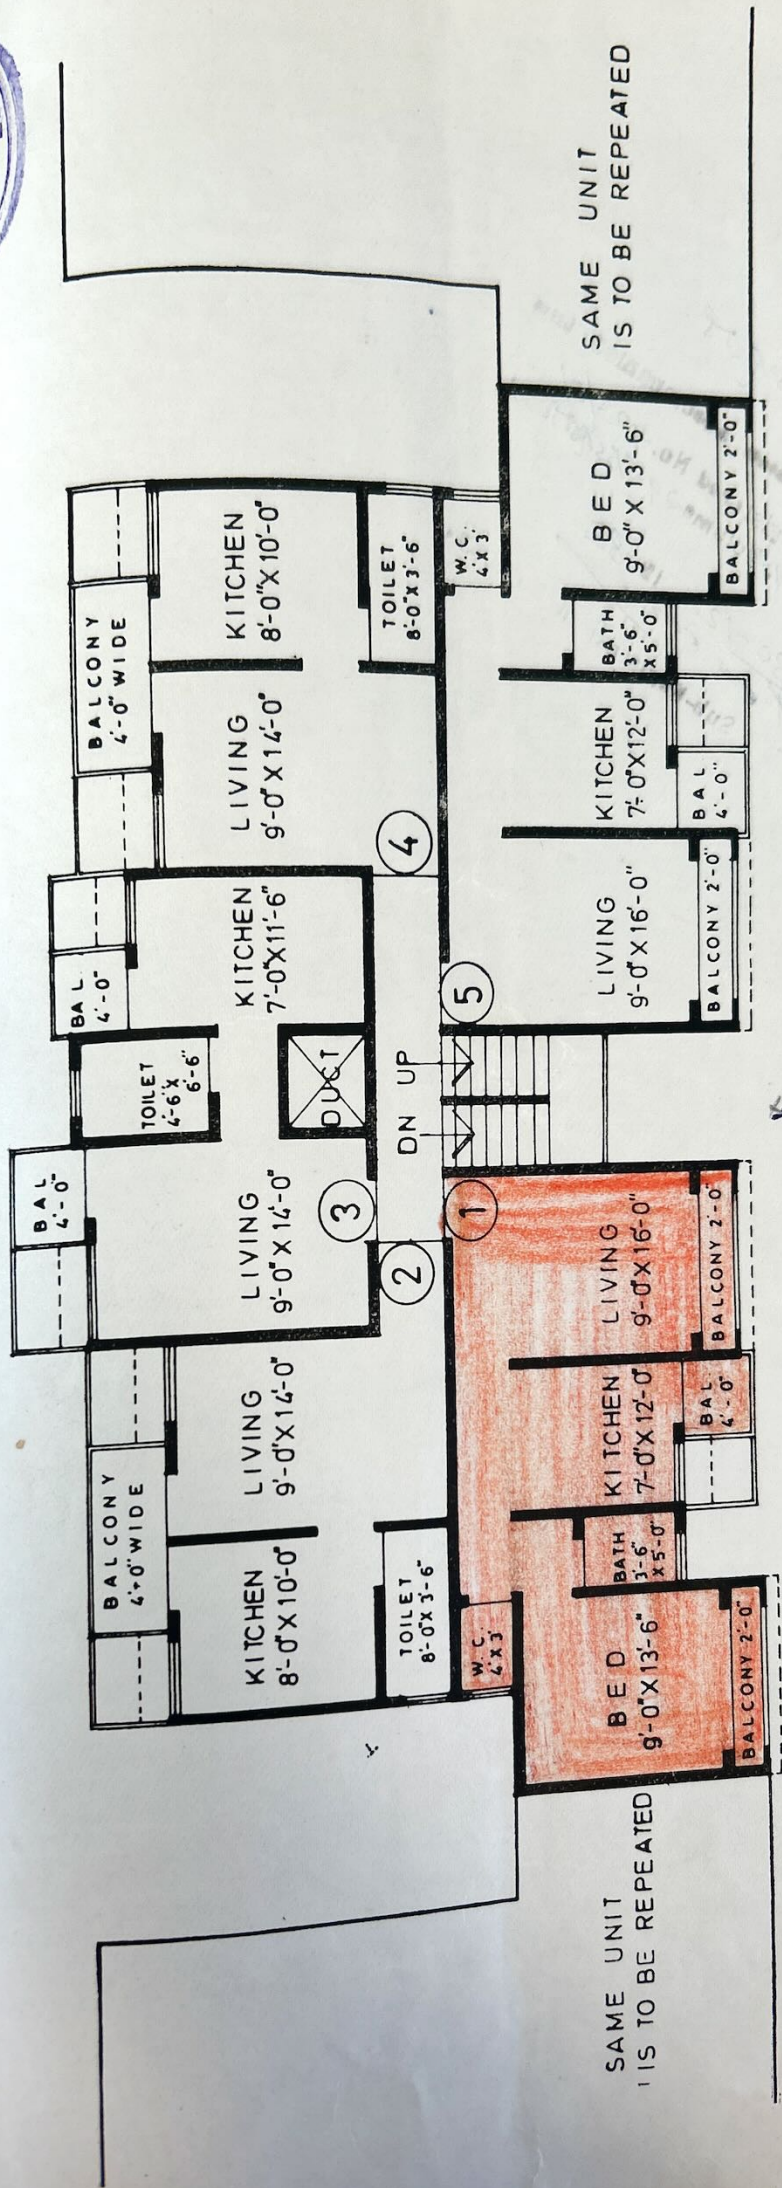 BALCONY
4'-0" WIDE
BAL
4'-0"
BAL.
4'-0"
BALCONY
4'-0" WIDE
TOILET
4'-6"X
6'-6"
KITCHEN
8'-0"X10'-0"
LIVING
9'-0"X14'-0"
LIVING
9'-0"X14'-0"
KITCHEN
7'-0"X11'-6"
LIVING
9'-0"X14'-0"
KITCHEN
8'-0"X10'-0"
DUCT
TOILET
8'-0"X 3'-6"
2
3
DN UP
4
TOILET
8'-0"X 3'-6"
W.C.
4'X3'
1
5
W.C.
4'X3'
BED
9'-0"X13'-6"
BATH
3'-6"
X5'-0"
KITCHEN
7'-0"X12'-0"
LIVING
9'-0"X16'-0"
LIVING
9'-0"X16'-0"
KITCHEN
7'-0"X12'-0"
BATH
3'-6"
X5'-0"
BED
9'-0"X13'-6"
BALCONY 2'-0"
BAL.
4'-0"
BALCONY 2'-0"
BALCONY 2'-0"
BAL
4'-0"
BALCONY 2'-0"
SAME UNIT
IS TO BE REPEATED
SAME UNIT
IS TO BE REPEATED